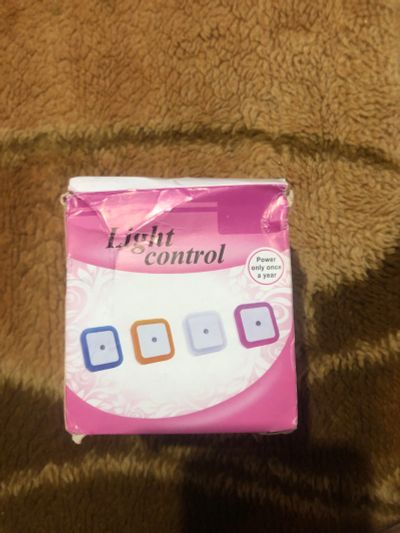 Light
control
Power
only once
a year